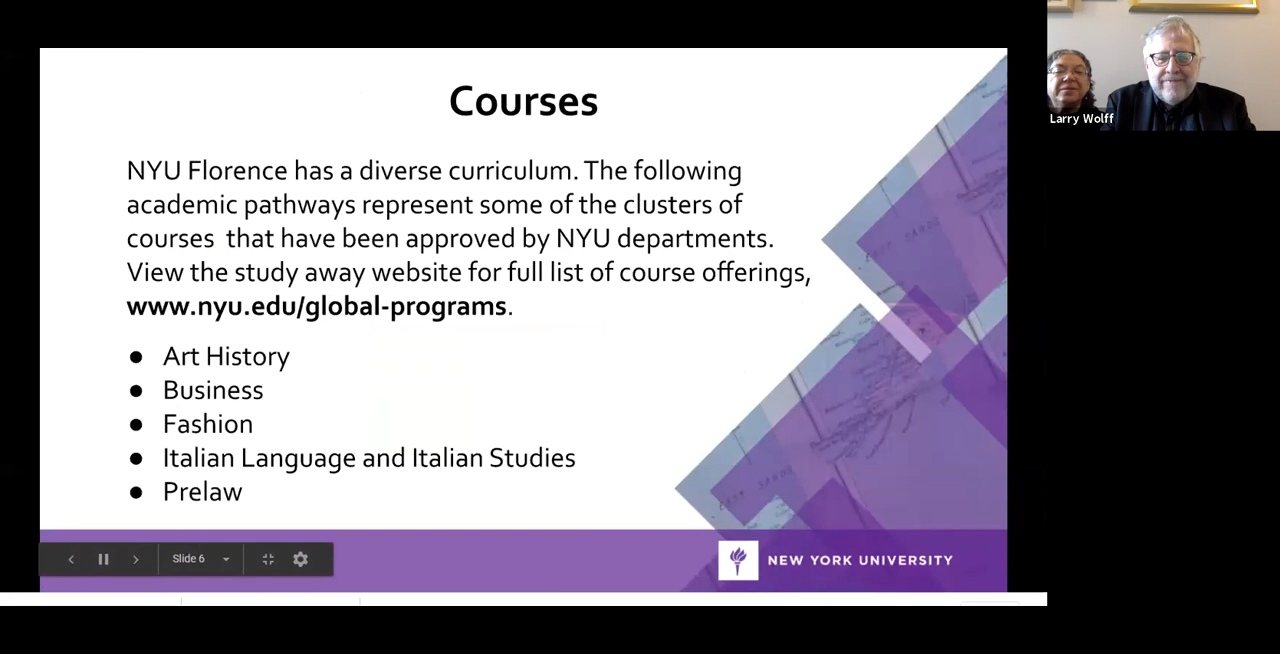 Courses
NYU Florence has a diverse curriculum. The following
academic pathways represent some of the clusters of
courses that have been approved by NYU departments.
View the study away website for full list of course offerings,
www.nyu.edu/global-programs.
● Art History
● Business
● Fashion
● Italian Language and Italian Studies
● Prelaw
Slide 6
NEW YORK UNIVERSITY
Larry Wolff